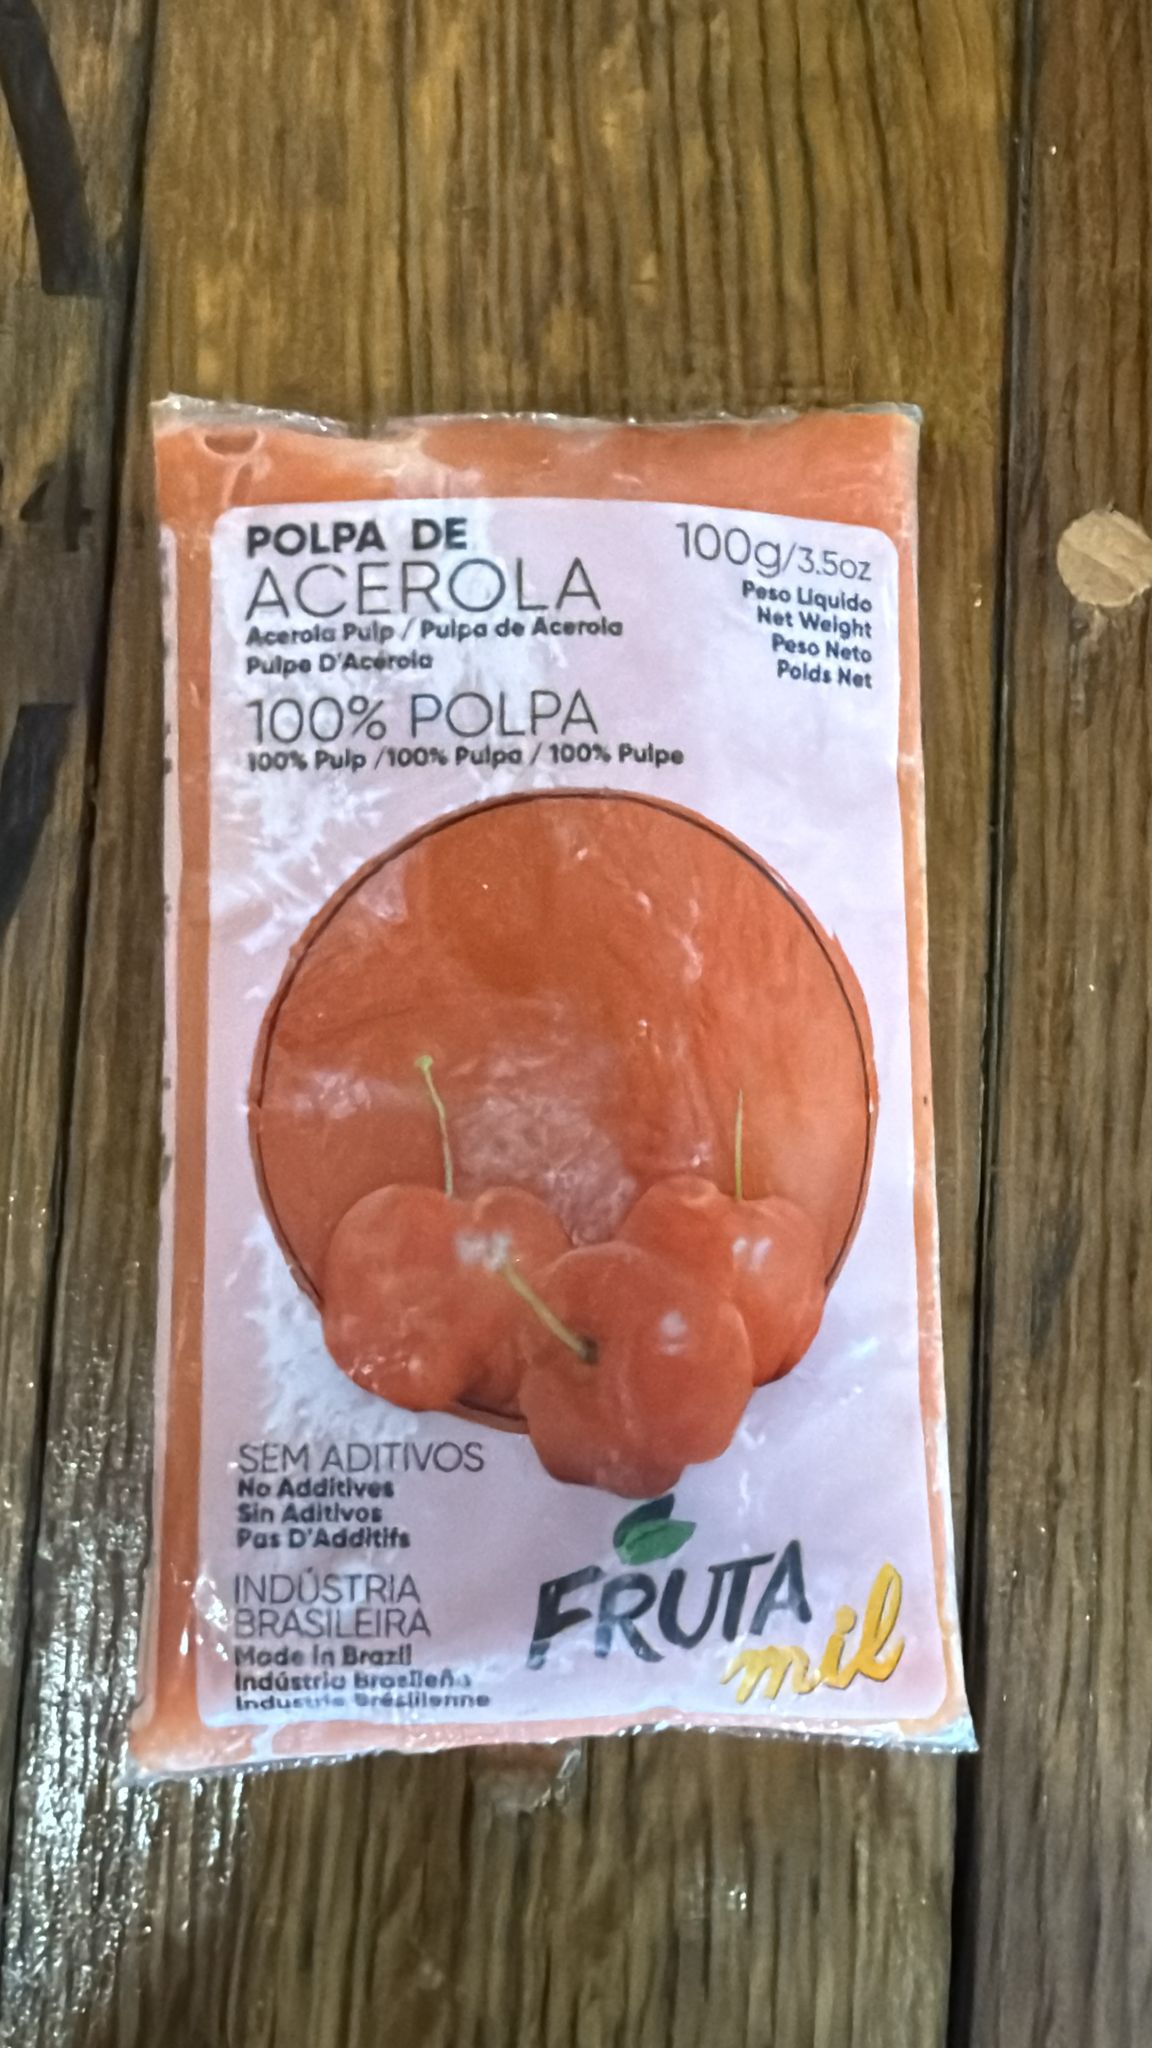 POLPA DE
ACEROLA
Acerola Pulp / Pulpa de Acerola
Pulpe D'Acérola
100% POLPA
100% Pulp /100% Pulpa / 100% Pulpe
100g/3.5oz
Peso Líquido
Net Weight
Peso Neto
Poids Net
SEM ADITIVOS
No Additives
Sin Aditivos
Pas D'Additifs
INDÚSTRIA
BRASILEIRA
Made in Brazil
Indústria Brasileña
Industrie Brésilienne
FRUTA
mil